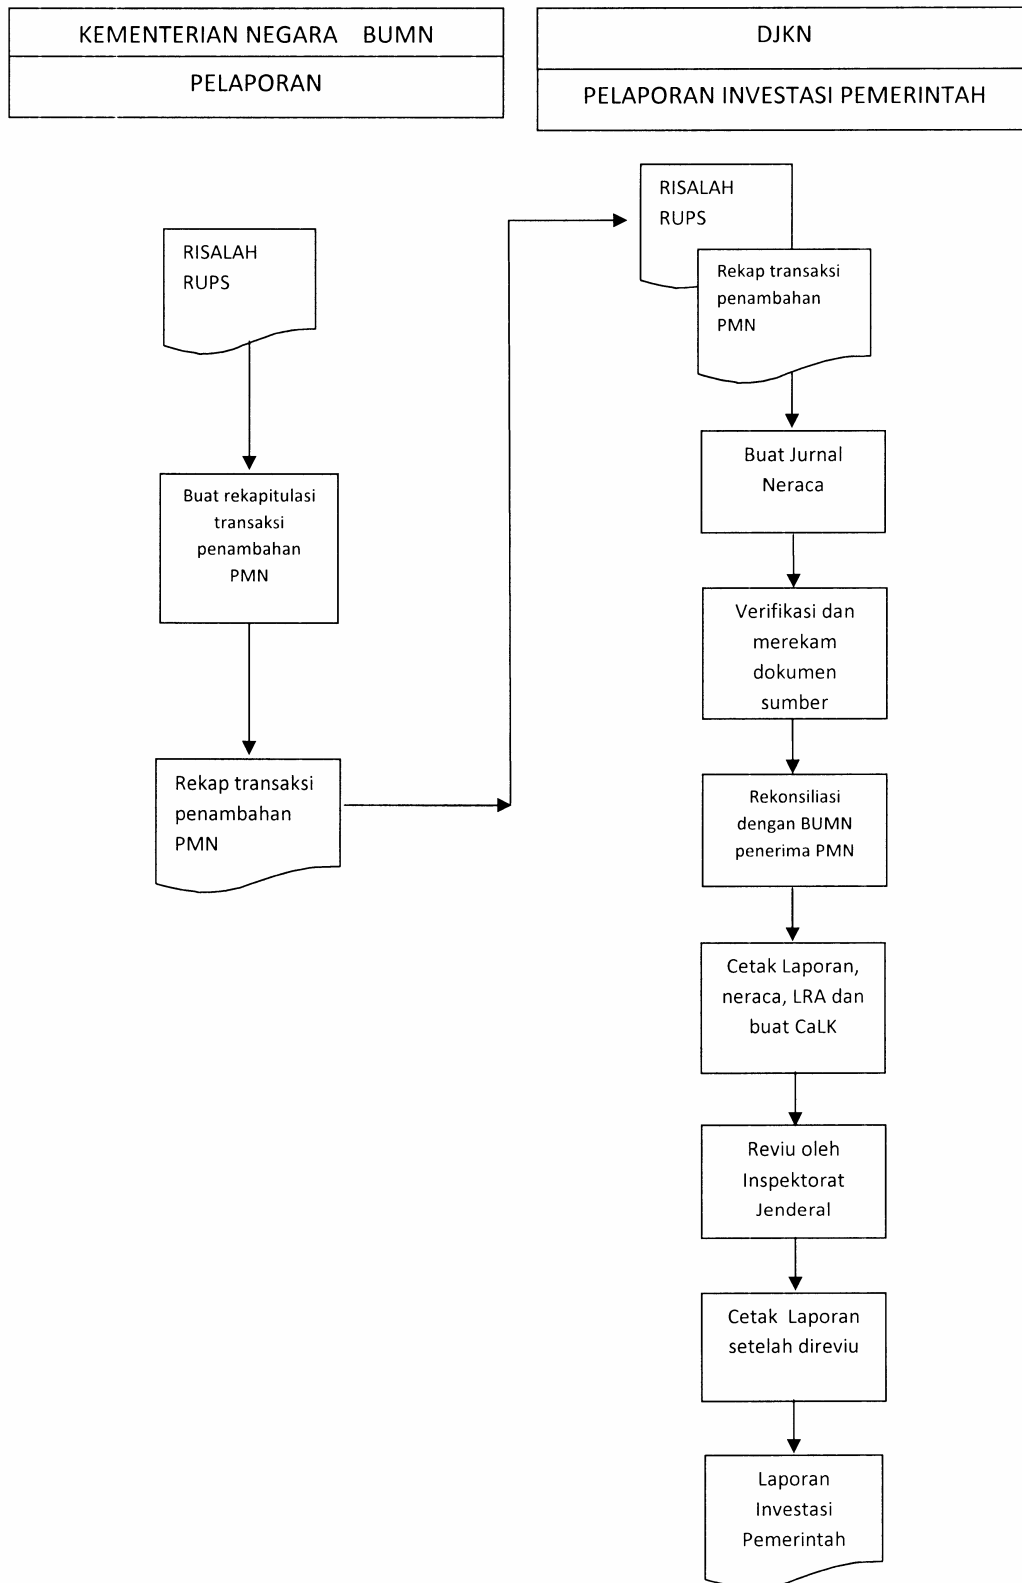 KEMENTERIAN NEGARA BUMN
PELAPORAN
DJKN
PELAPORAN INVESTASI PEMERINTAH
RISALAH
RUPS
Buat rekapitulasi
transaksi
penambahan
PMN
Rekap transaksi
penambahan
PMN
RISALAH
RUPS
Rekap transaksi
penambahan
PMN
Buat Jurnal
Neraca
Verifikasi dan
merekam
dokumen
sumber
Rekonsiliasi
dengan BUMN
penerima PMN
Cetak Laporan,
neraca, LRA dan
buat CaLK
Reviu oleh
Inspektorat
Jenderal
Cetak Laporan
setelah direviu
Laporan
Investasi
Pemerintah